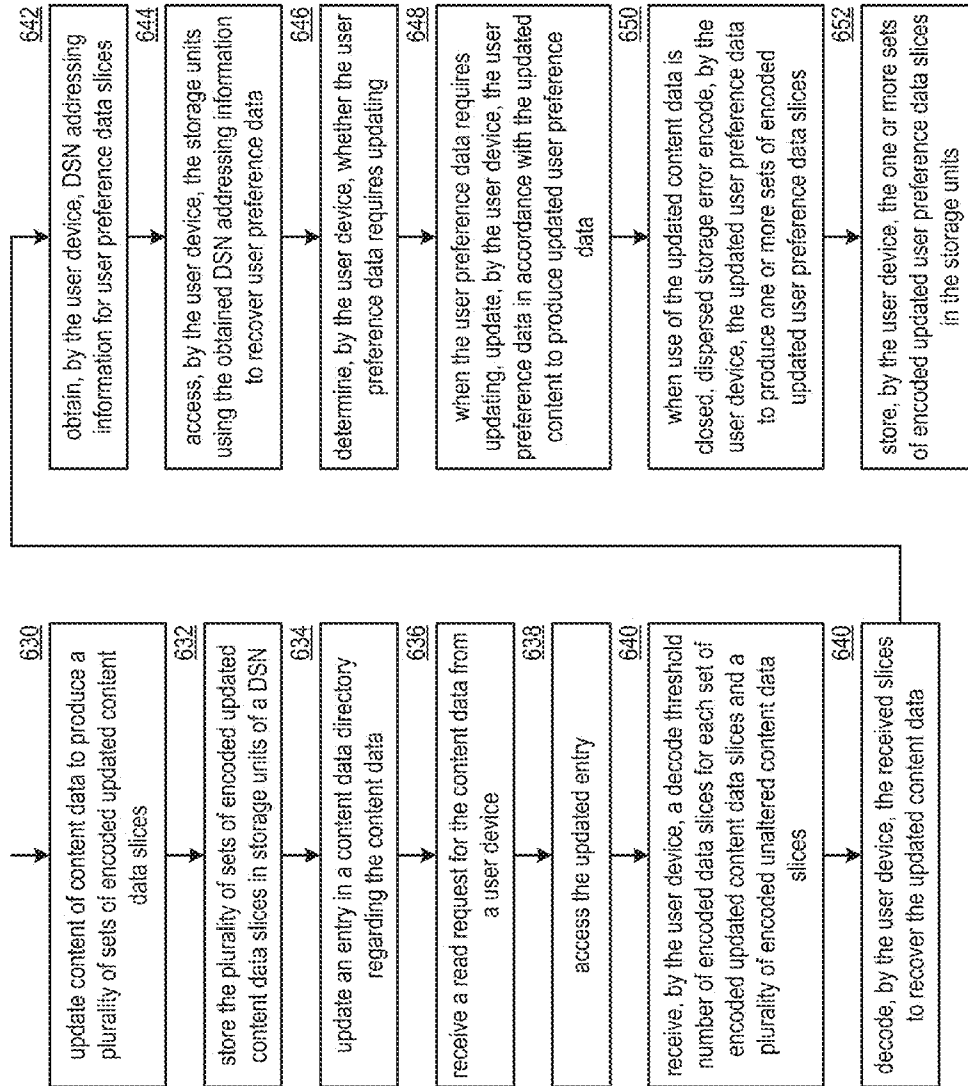 630
update content of content data to produce a
plurality of sets of encoded updated content
data slices
632
store the plurality of sets of encoded updated
content data slices in storage units of a DSN
634
update an entry in a content data directory
regarding the content data
636
receive a read request for the content data from
a user device
638
access the updated entry
640
receive, by the user device, a decode threshold
number of encoded data slices for each set of
encoded updated content data slices and a
plurality of encoded unaltered content data
slices
640
decode, by the user device, the received slices
to recover the updated content data
642
obtain, by the user device, DSN addressing
information for user preference data slices
644
access, by the user device, the storage units
using the obtained DSN addressing information
to recover user preference data
646
determine, by the user device, whether the user
preference data requires updating
648
when the user preference data requires
updating, update, by the user device, the user
preference data in accordance with the updated
content to produce updated user preference
data
650
when use of the updated content data is
closed, dispersed storage error encode, by the
user device, the updated user preference data
to produce one or more sets of encoded
updated user preference data slices
652
store, by the user device, the one or more sets
of encoded updated user preference data slices
in the storage units